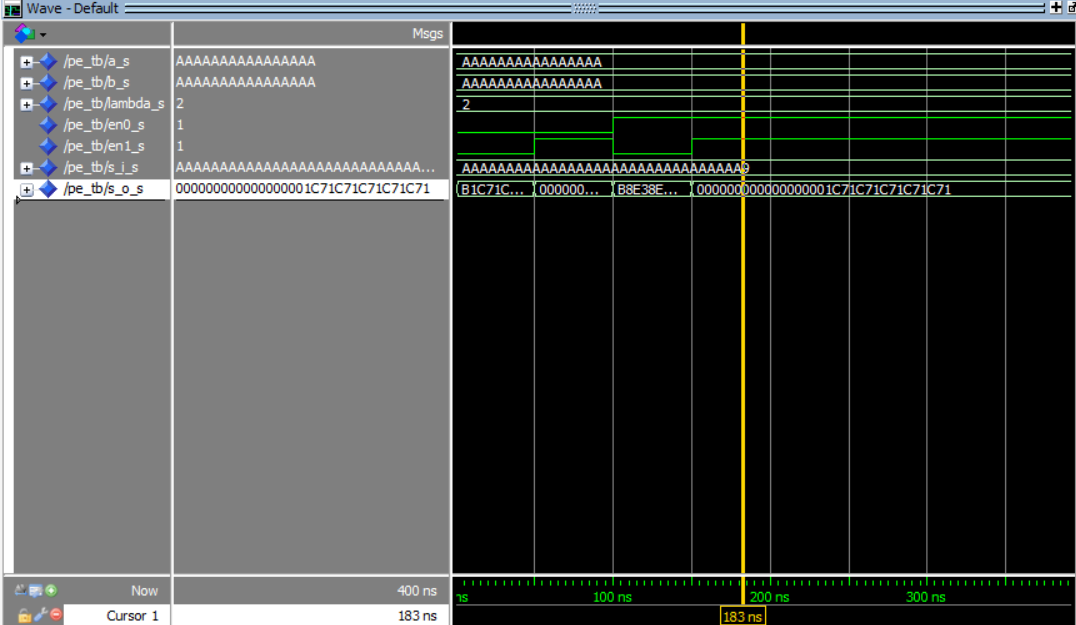 Wave - Default
Msgs
/pe_tb/a_s AAAAAAAAAAAAAAAA AAAAAAAAAAAAAAAA
/pe_tb/b_s AAAAAAAAAAAAAAAA AAAAAAAAAAAAAAAA
/pe_tb/lambda_s 2 2
/pe_tb/en0_s 1
/pe_tb/en1_s 1
/pe_tb/s_i_s AAAAAAAAAAAAAAAAAAAAAAAAAAAA... AAAAAAAAAAAAAAAAAAAAAAAAAAAAAAAA9
/pe_tb/s_o_s 000000000000000001C71C71C71C71C71 B1C71C... 000000... B8E38E... 000000000000000001C71C71C71C71C71
Now 400 ns ns 100 ns 200 ns 300 ns
Cursor 1 183 ns 183 ns